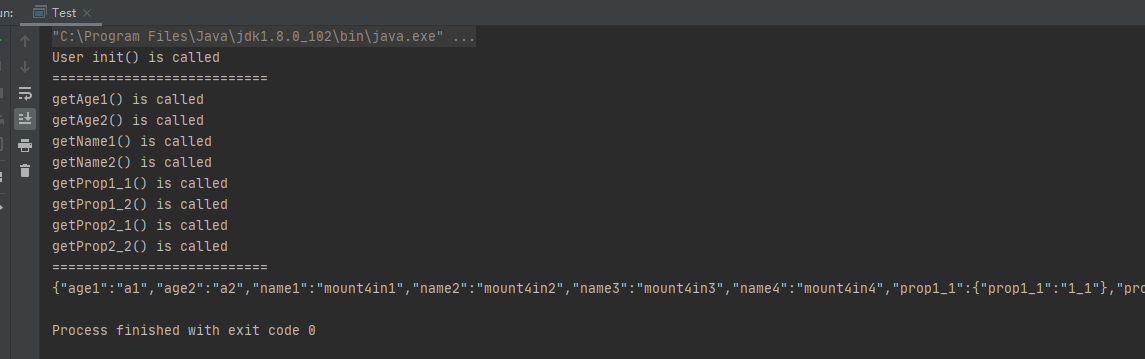 un: Test
"C:\Program Files\Java\jdk1.8.0_102\bin\java.exe" ...
User init() is called
===========================
getAge1() is called
getAge2() is called
getName1() is called
getName2() is called
getProp1_1() is called
getProp1_2() is called
getProp2_1() is called
getProp2_2() is called
===========================
{"age1":"a1","age2":"a2","name1":"mount4in1","name2":"mount4in2","name3":"mount4in3","name4":"mount4in4","prop1_1":{"prop1_1":"1_1"},"pro
Process finished with exit code 0